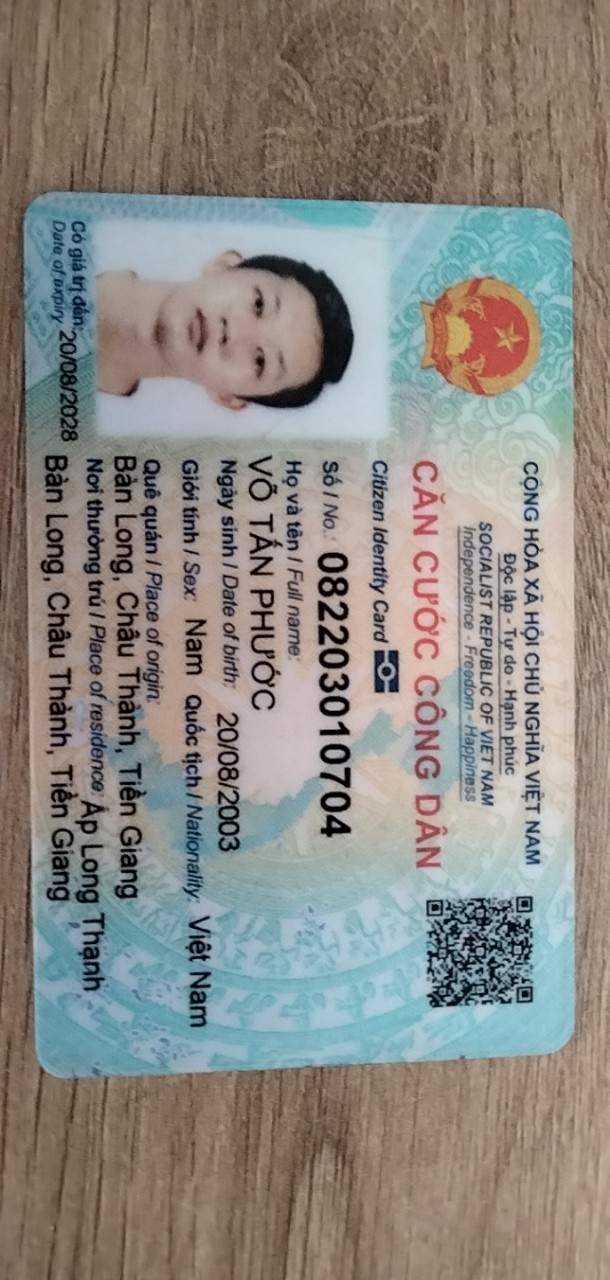 CỘNG HÒA XÃ HỘI CHỦ NGHĨA VIỆT NAM
Độc lập - Tự do - Hạnh phúc
SOCIALIST REPUBLIC OF VIET NAM
Independence - Freedom - Happiness
CĂN CƯỚC CÔNG DÂN
Citizen Identity Card
Số / No.: 082203010704
Họ và tên / Full name:
VÕ TẤN PHƯỚC
Ngày sinh / Date of birth: 20/08/2003
Giới tính / Sex: Nam Quốc tịch / Nationality: Việt Nam
Quê quán / Place of origin:
Bàn Long, Châu Thành, Tiền Giang
Nơi thường trú / Place of residence: Ấp Long Thạnh
Bàn Long, Châu Thành, Tiền Giang
Có giá trị đến: 20/08/2028
Date of expiry